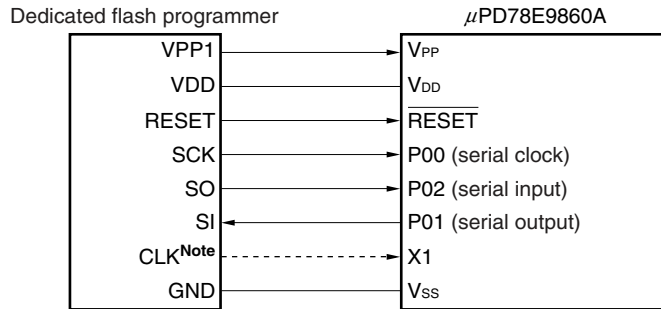 Dedicated flash programmer μPD78E9860A
VPP1 VPP
VDD VDD
RESET RESET
SCK P00 (serial clock)
SO P02 (serial input)
SI P01 (serial output)
CLKNote X1
GND VSS